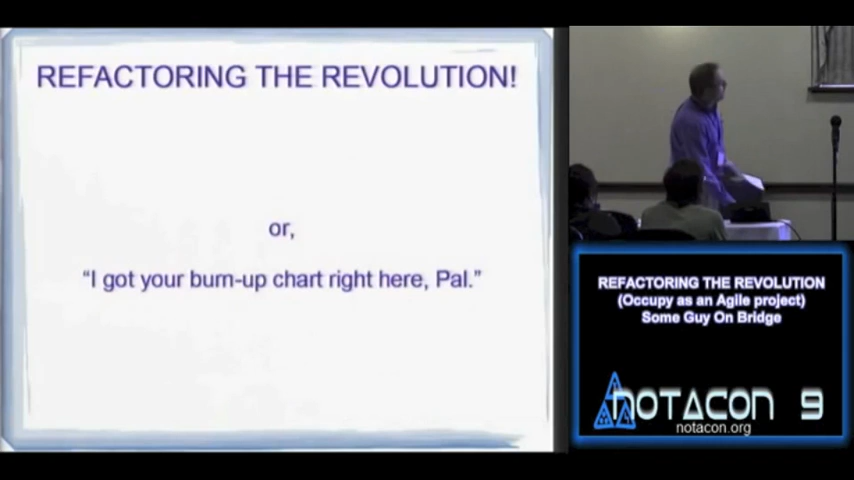 REFACTORING THE REVOLUTION!
or,
“I got your burn-up chart right here, Pal.”
REFACTORING THE REVOLUTION
(Occupy as an Agile project)
Some Guy On Bridge
NOTACON 9
notacon.org